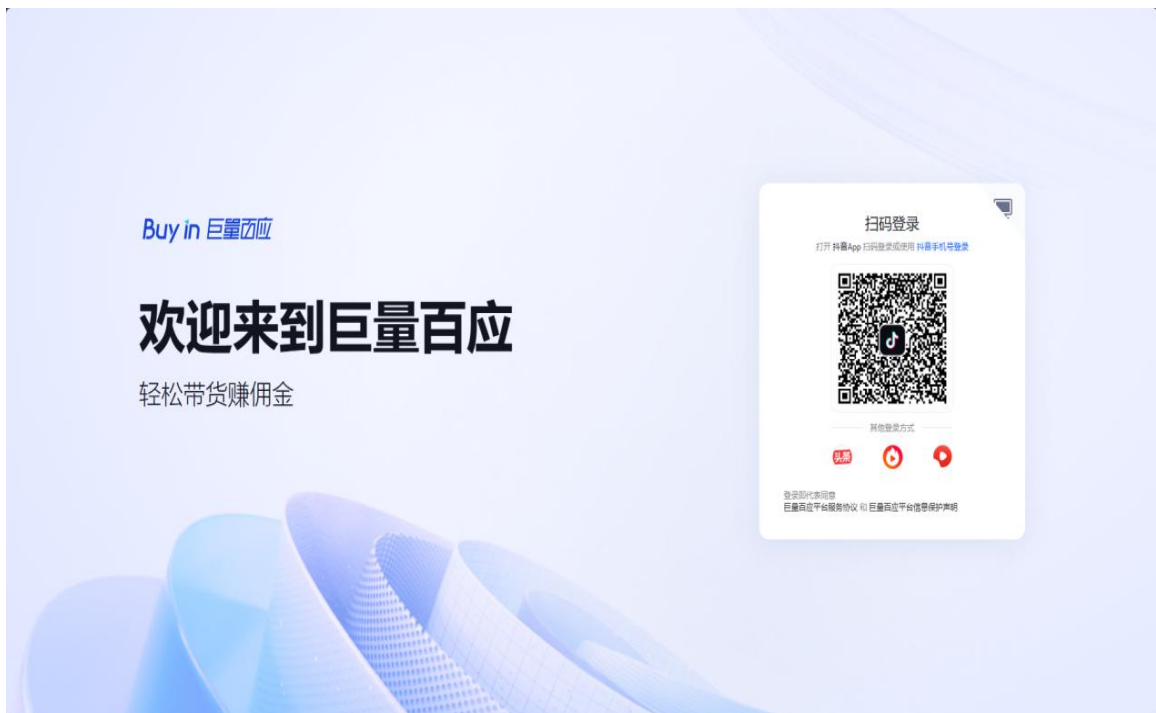 Buy in 巨量百应
欢迎来到巨量百应
轻松带货赚佣金
扫码登录
打开 抖音App 扫码登录或使用 抖音手机号登录
其他登录方式
头条
登录即代表同意
巨量百应平台服务协议 和 巨量百应平台信息保护声明